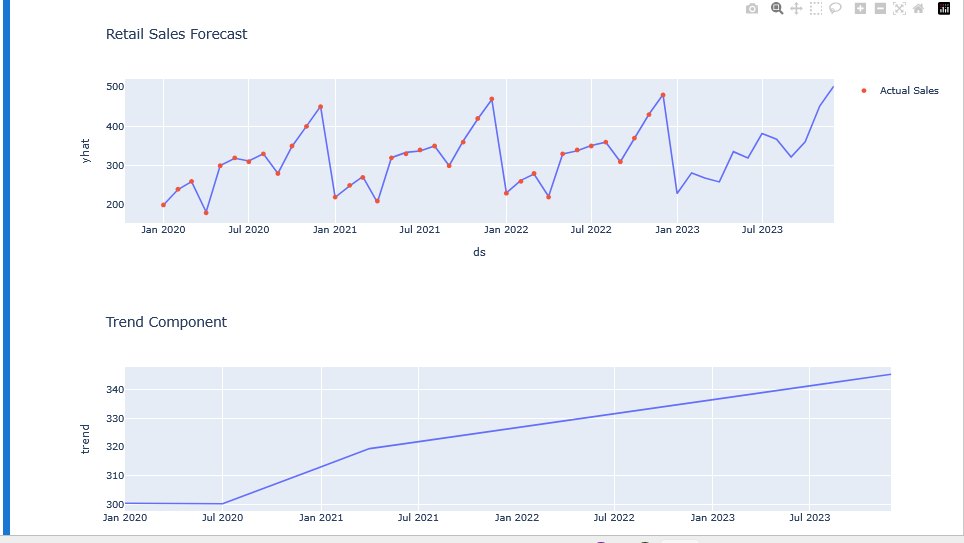 Retail Sales Forecast
500
400
300
200
yhat
Jan 2020 Jul 2020 Jan 2021 Jul 2021 Jan 2022 Jul 2022 Jan 2023 Jul 2023
ds
Actual Sales
Trend Component
340
330
320
310
300
trend
Jan 2020 Jul 2020 Jan 2021 Jul 2021 Jan 2022 Jul 2022 Jan 2023 Jul 2023